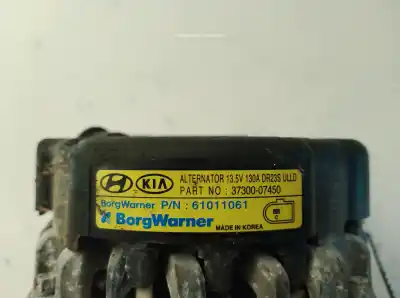 HYUNDAI KIA ALTERNATOR 13.5V 130A DR23S ULLD
PART NO : 37300-07450
BorgWarner P/N : 61011061
BorgWarner
MADE IN KOREA